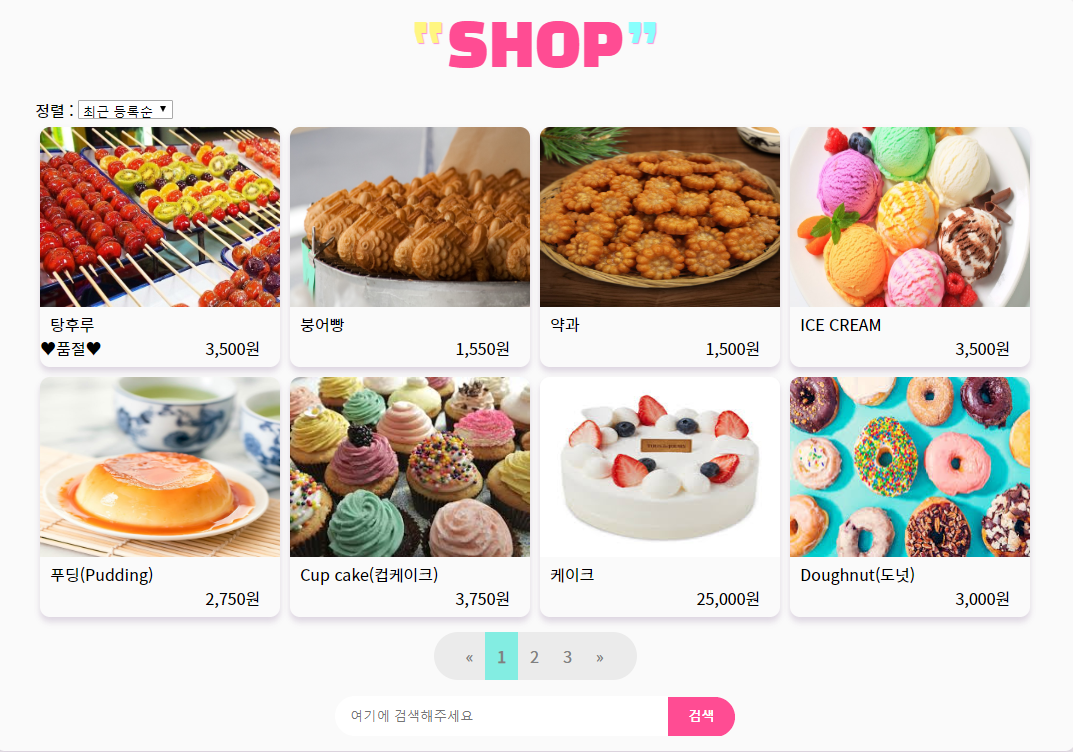 "SHOP"
정렬 : 최근 등록순 ▼
탕후루
♥품절♥ 3,500원
붕어빵
1,550원
약과
1,500원
ICE CREAM
3,500원
푸딩(Pudding)
2,750원
Cup cake(컵케이크)
3,750원
케이크
25,000원
Doughnut(도넛)
3,000원
« 1 2 3 »
여기에 검색해주세요 검색